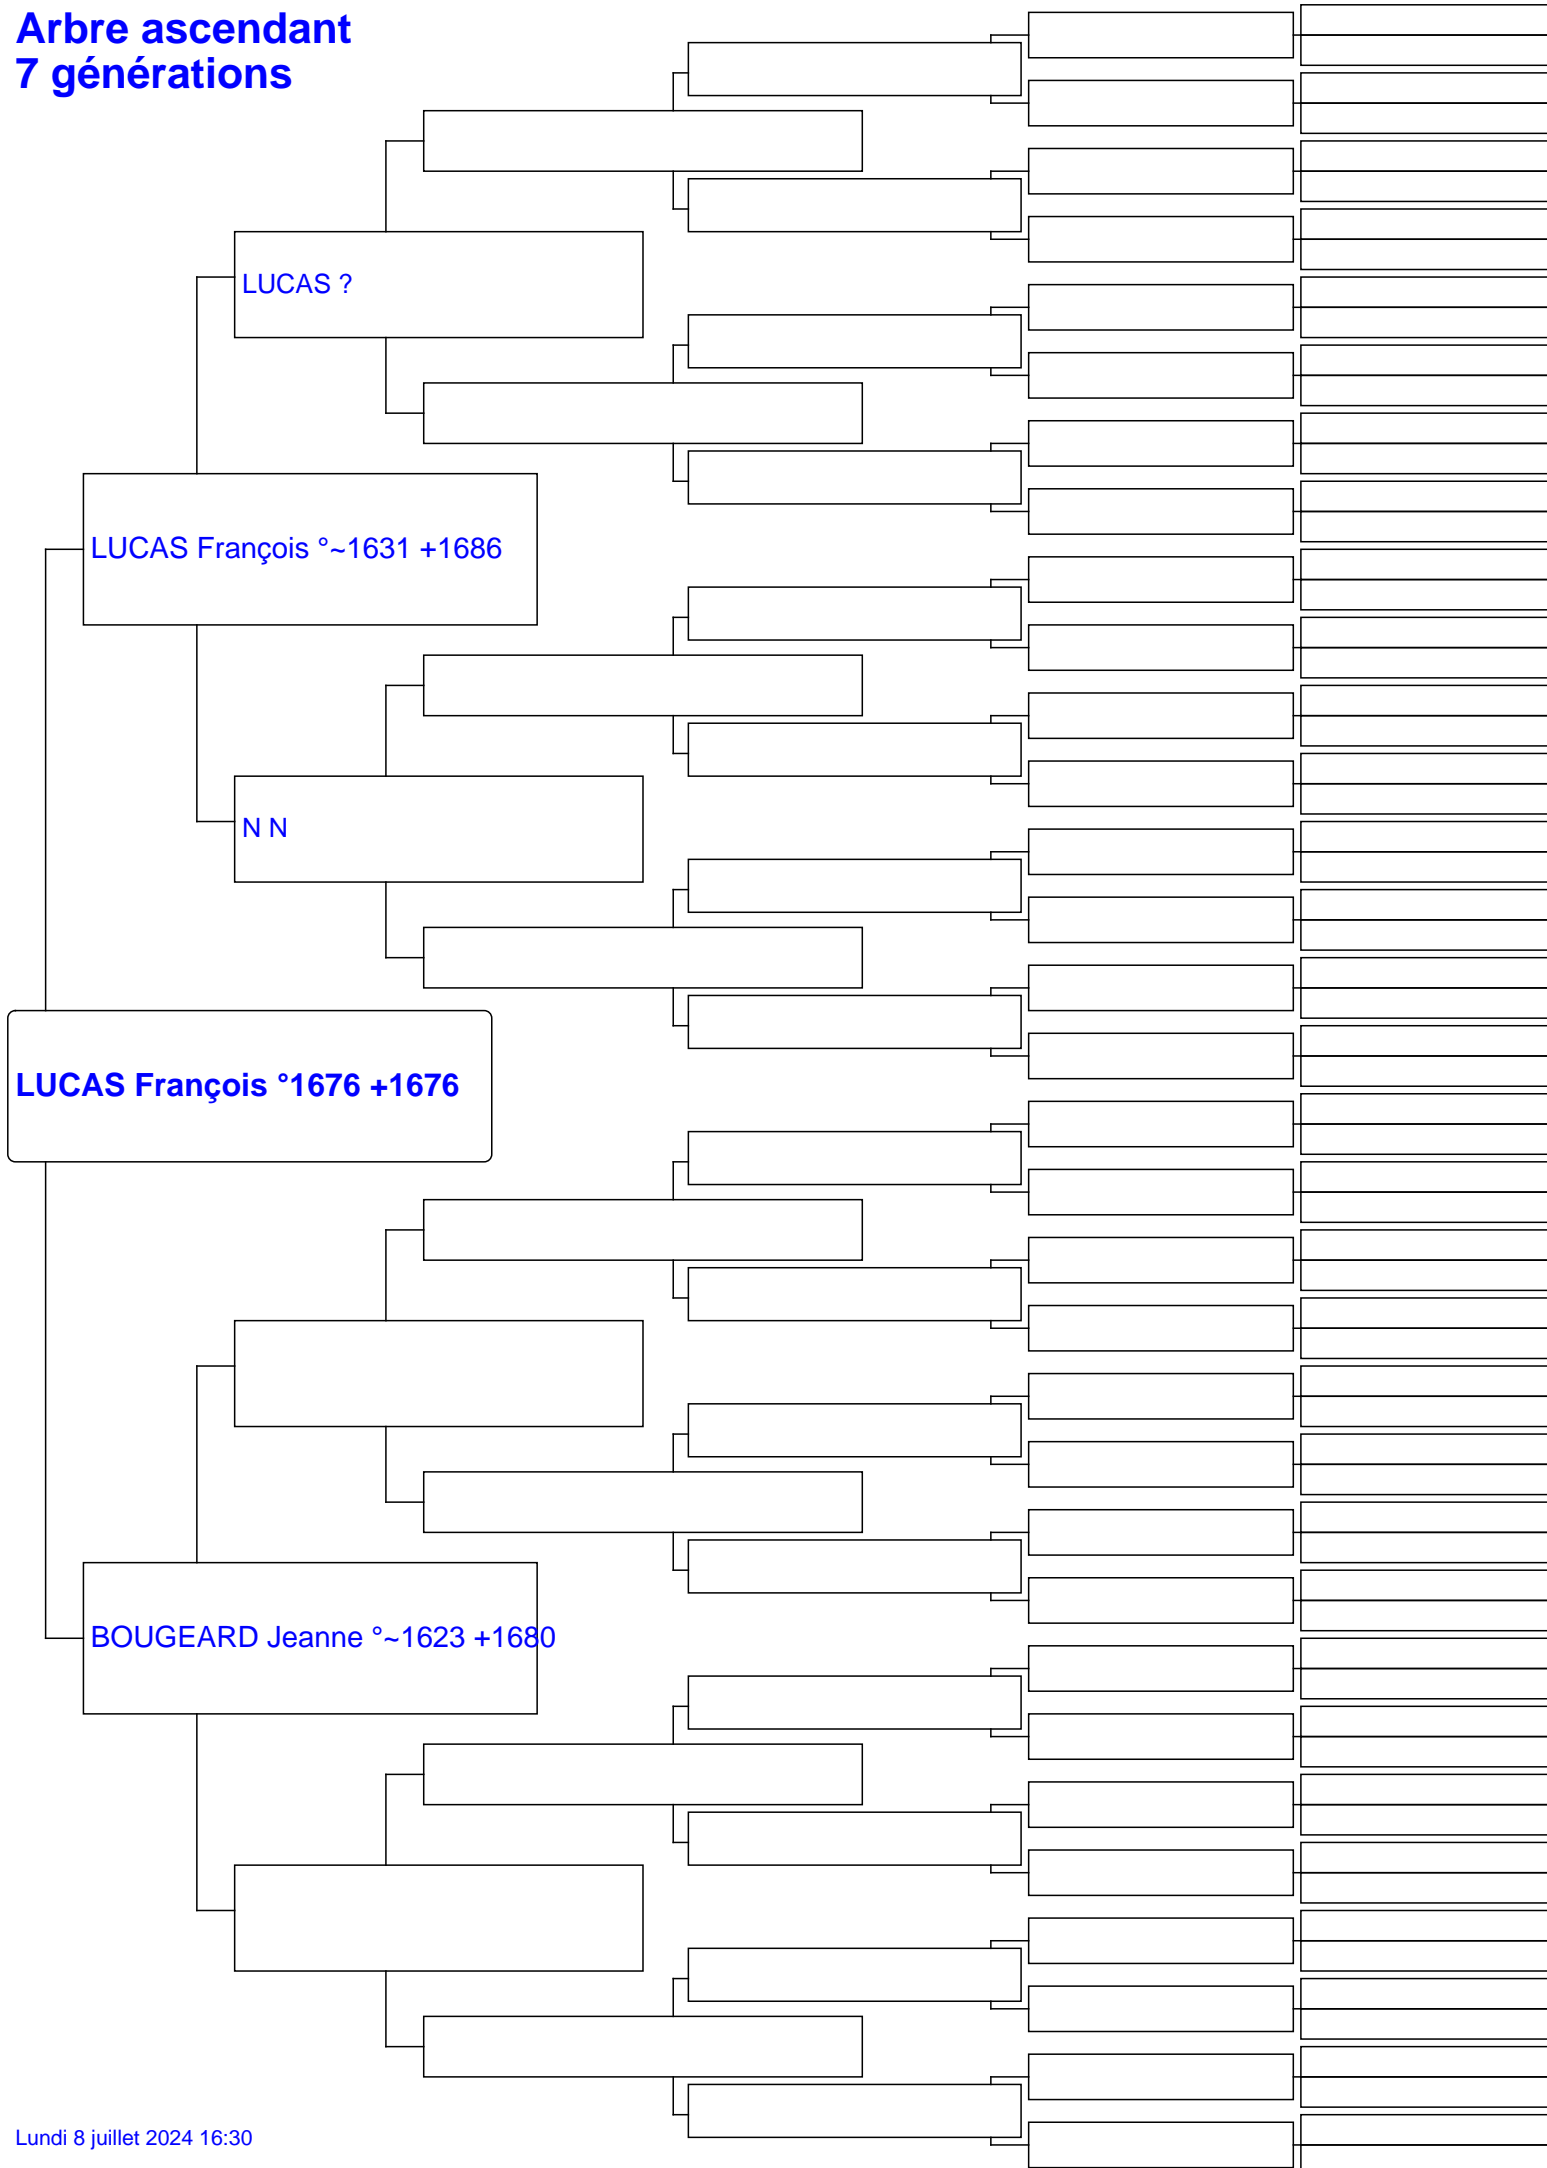 Arbre ascendant
7 générations
LUCAS ?
LUCAS François °~1631 +1686
N N
LUCAS François °1676 +1676
BOUGEARD Jeanne °~1623 +1680
Lundi 8 juillet 2024 16:30